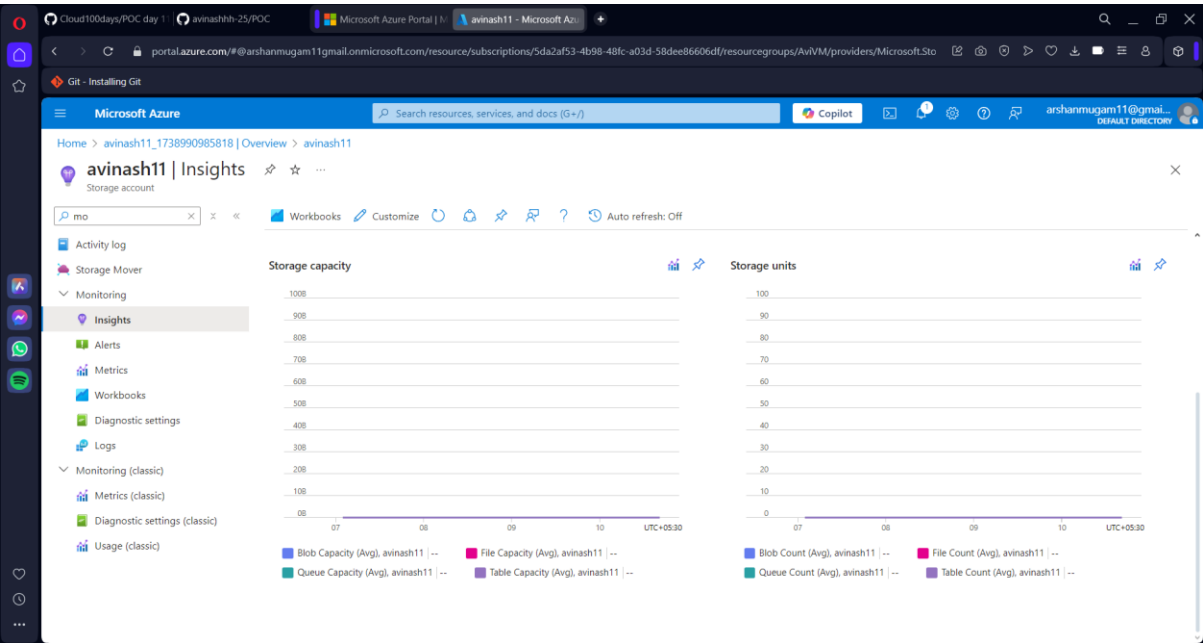 Cloud100days/POC day 1
avinashhh-25/POC
Microsoft Azure Portal | M
avinash11 - Microsoft Azu
portal.azure.com/#@arshanmugam11gmail.onmicrosoft.com/resource/subscriptions/5da2af53-4b98-48fc-a03d-58dee86606df/resourcegroups/AviVM/providers/Microsoft.Sto
Git - Installing Git
Microsoft Azure
Search resources, services, and docs (G+/)
Copilot
1
arshanmugam11@gmai...
DEFAULT DIRECTORY
Home > avinash11_1738990985818 | Overview > avinash11
avinash11 | Insights
Storage account
mo
Workbooks
Customize
Auto refresh: Off
Activity log
Storage Mover
Monitoring
Insights
Alerts
Metrics
Workbooks
Diagnostic settings
Logs
Monitoring (classic)
Metrics (classic)
Diagnostic settings (classic)
Usage (classic)
Storage capacity
100B
90B
80B
70B
60B
50B
40B
30B
20B
10B
0B
07 08 09 10 UTC+05:30
Blob Capacity (Avg), avinash11 | --
File Capacity (Avg), avinash11 | --
Queue Capacity (Avg), avinash11 | --
Table Capacity (Avg), avinash11 | --
Storage units
100
90
80
70
60
50
40
30
20
10
0
07 08 09 10 UTC+05:30
Blob Count (Avg), avinash11 | --
File Count (Avg), avinash11 | --
Queue Count (Avg), avinash11 | --
Table Count (Avg), avinash11 | --